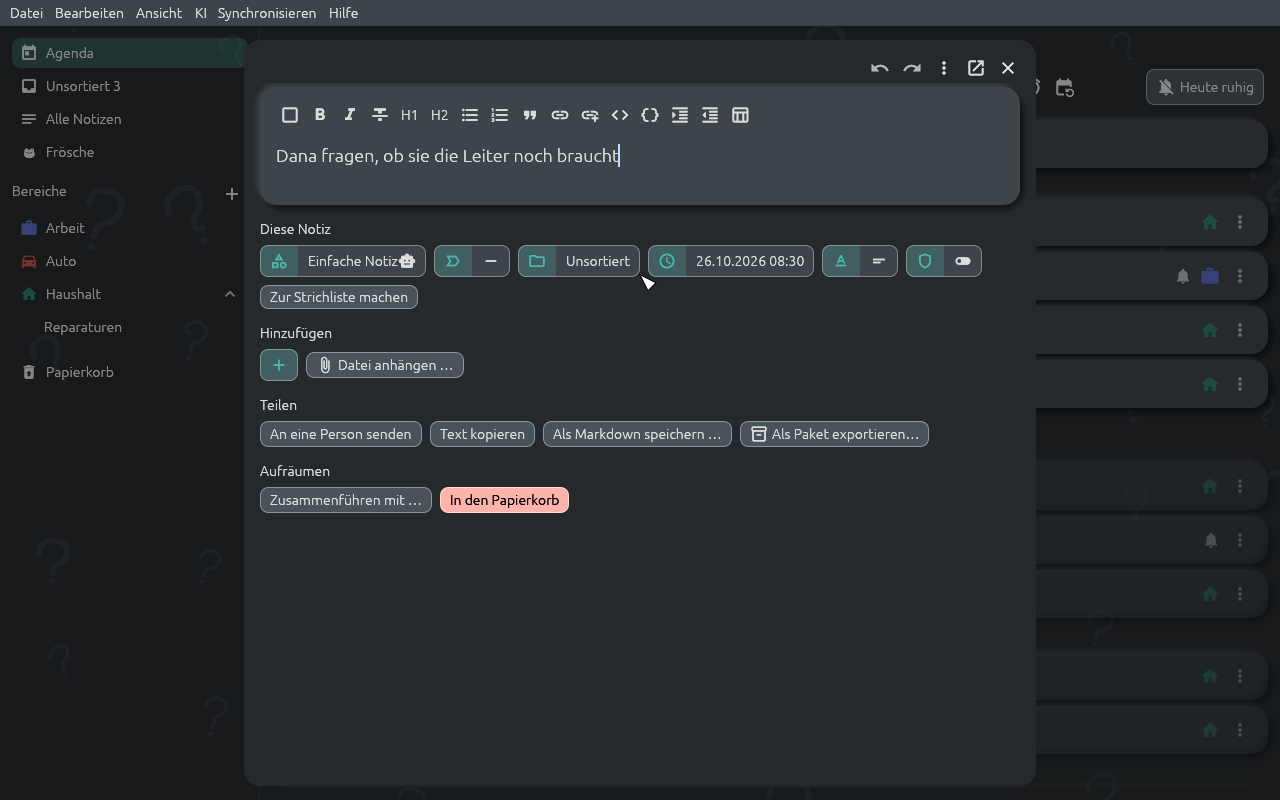 Datei Bearbeiten Ansicht KI Synchronisieren Hilfe
Agenda
Unsortiert 3
Alle Notizen
Frösche
Bereiche
Arbeit
Auto
Haushalt
Reparaturen
Papierkorb
Heute ruhig
H1 H2
Dana fragen, ob sie die Leiter noch braucht
Diese Notiz
Einfache Notiz Unsortiert 26.10.2026 08:30
Zur Strichliste machen
Hinzufügen
Datei anhängen …
Teilen
An eine Person senden Text kopieren Als Markdown speichern … Als Paket exportieren…
Aufräumen
Zusammenführen mit … In den Papierkorb